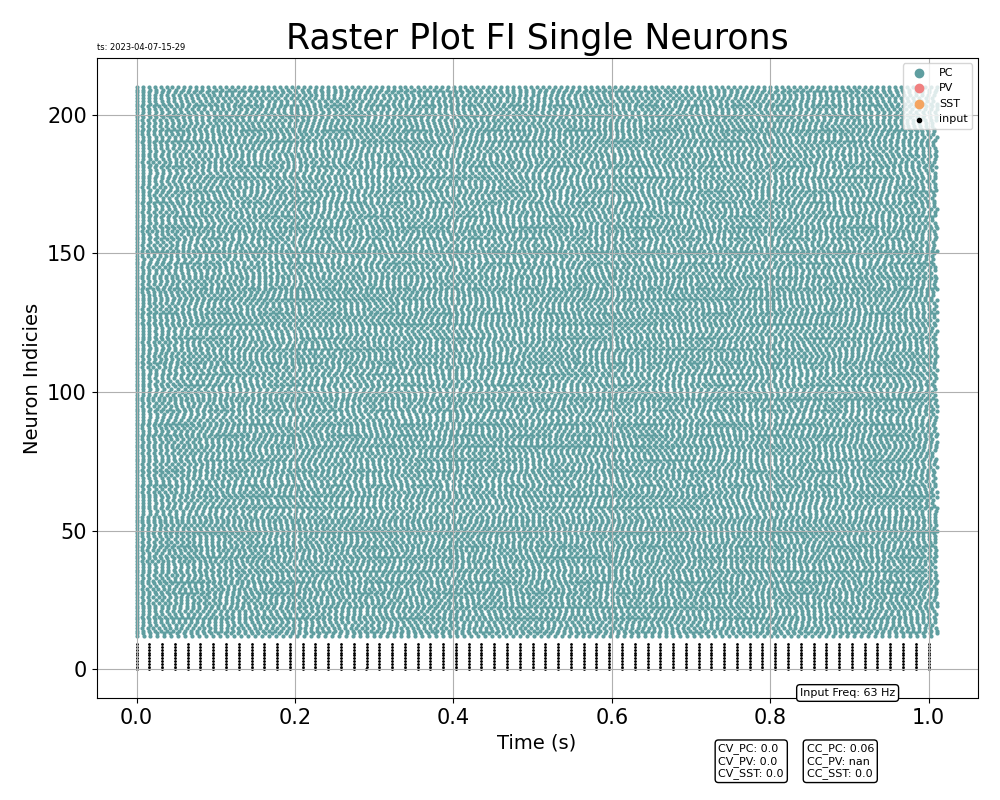 Raster Plot FI Single Neurons
ts: 2023-04-07-15-29
PC
PV
SST
input
200
150
100
50
0
Neuron Indicies
0.0 0.2 0.4 0.6 0.8 1.0
Input Freq: 63 Hz
Time (s)
CV_PC: 0.0
CV_PV: 0.0
CV_SST: 0.0
CC_PC: 0.06
CC_PV: nan
CC_SST: 0.0